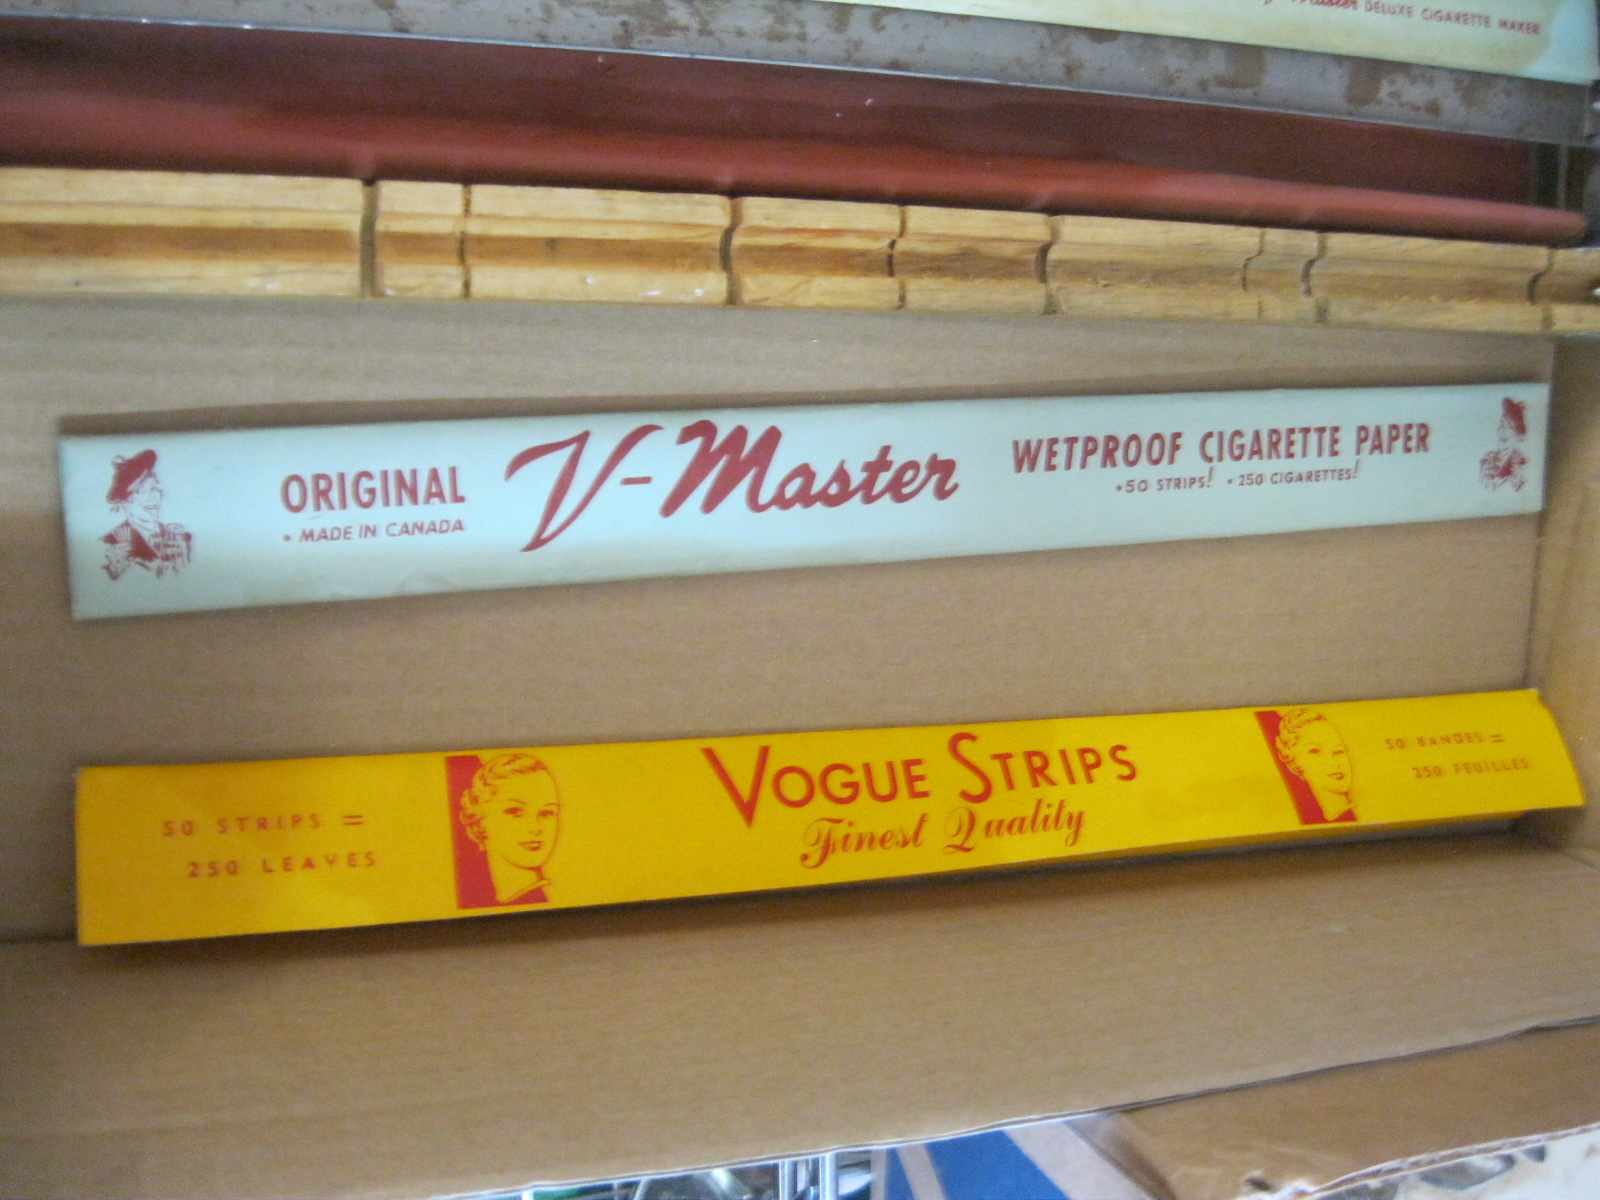 Master DELUXE CIGARETTE MAKER
ORIGINAL
• MADE IN CANADA
V-Master
WETPROOF CIGARETTE PAPER
• 50 STRIPS! • 250 CIGARETTES!
50 STRIPS =
250 LEAVES
VOGUE STRIPS
Finest Quality
50 BANDES =
250 FEUILLES